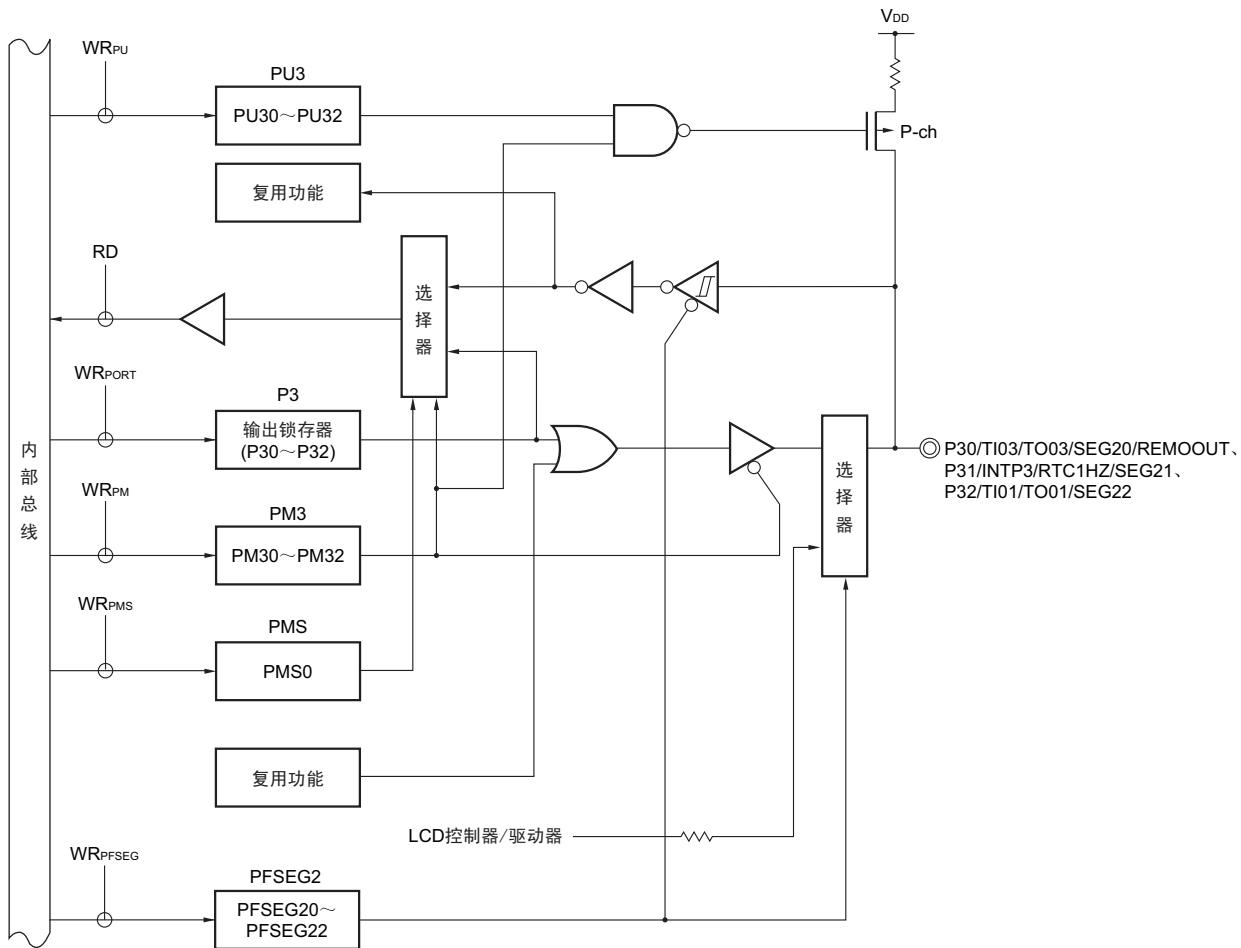 VDD
WRPU
PU3
PU30～PU32
P-ch
复用功能
RD
选择器
WRPORT
P3
输出锁存器
(P30～P32)
内部总线
选择器
P30/TI03/TO03/SEG20/REMOOUT、
P31/INTP3/RTC1HZ/SEG21、
P32/TI01/TO01/SEG22
WRPM
PM3
PM30～PM32
WRPMS
PMS
PMS0
复用功能
LCD控制器/驱动器
WRPFSEG
PFSEG2
PFSEG20～
PFSEG22